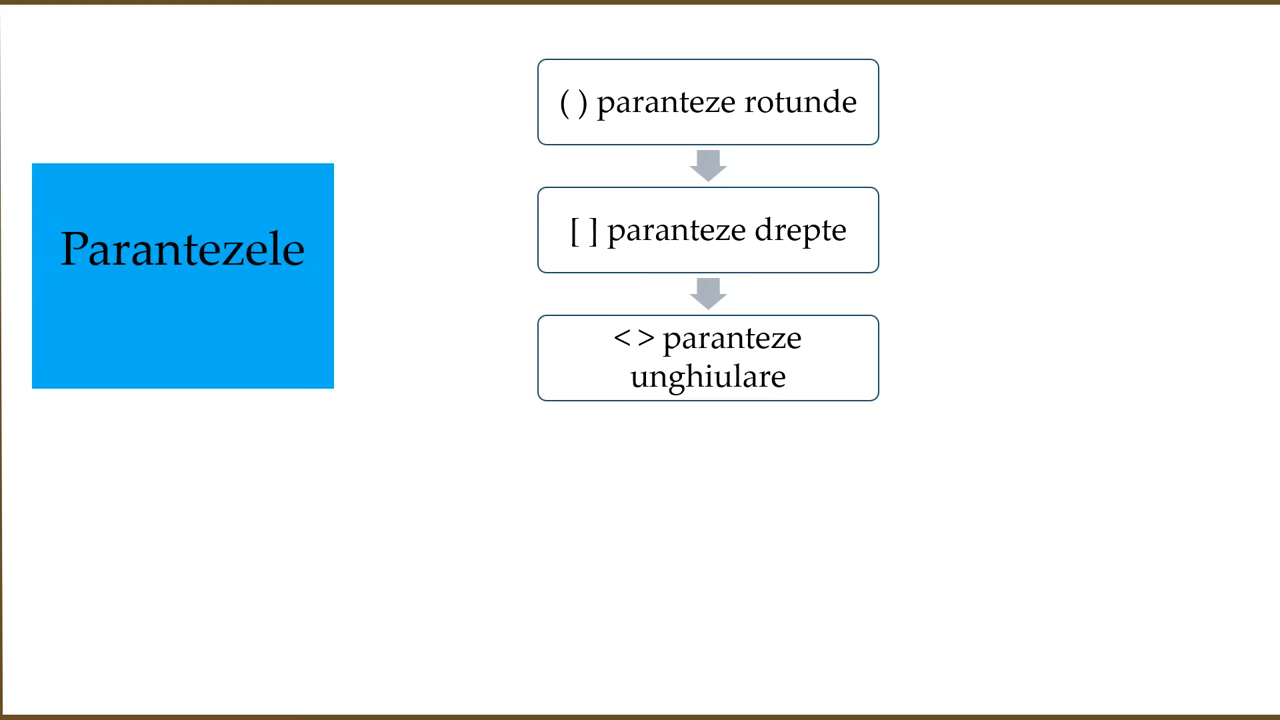 Parantezele
( ) paranteze rotunde
[ ] paranteze drepte
< > paranteze
unghiulare